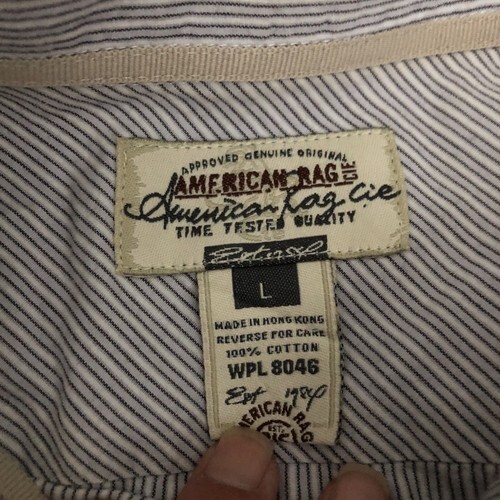 APPROVED GENUINE ORIGINAL
AMERICAN RAG CIE
American Rag Cie
TIME TESTED QUALITY
L
MADE IN HONG KONG
REVERSE FOR CARE
100% COTTON
WPL 8046
Est 1984
AMERICAN RAG
EST.